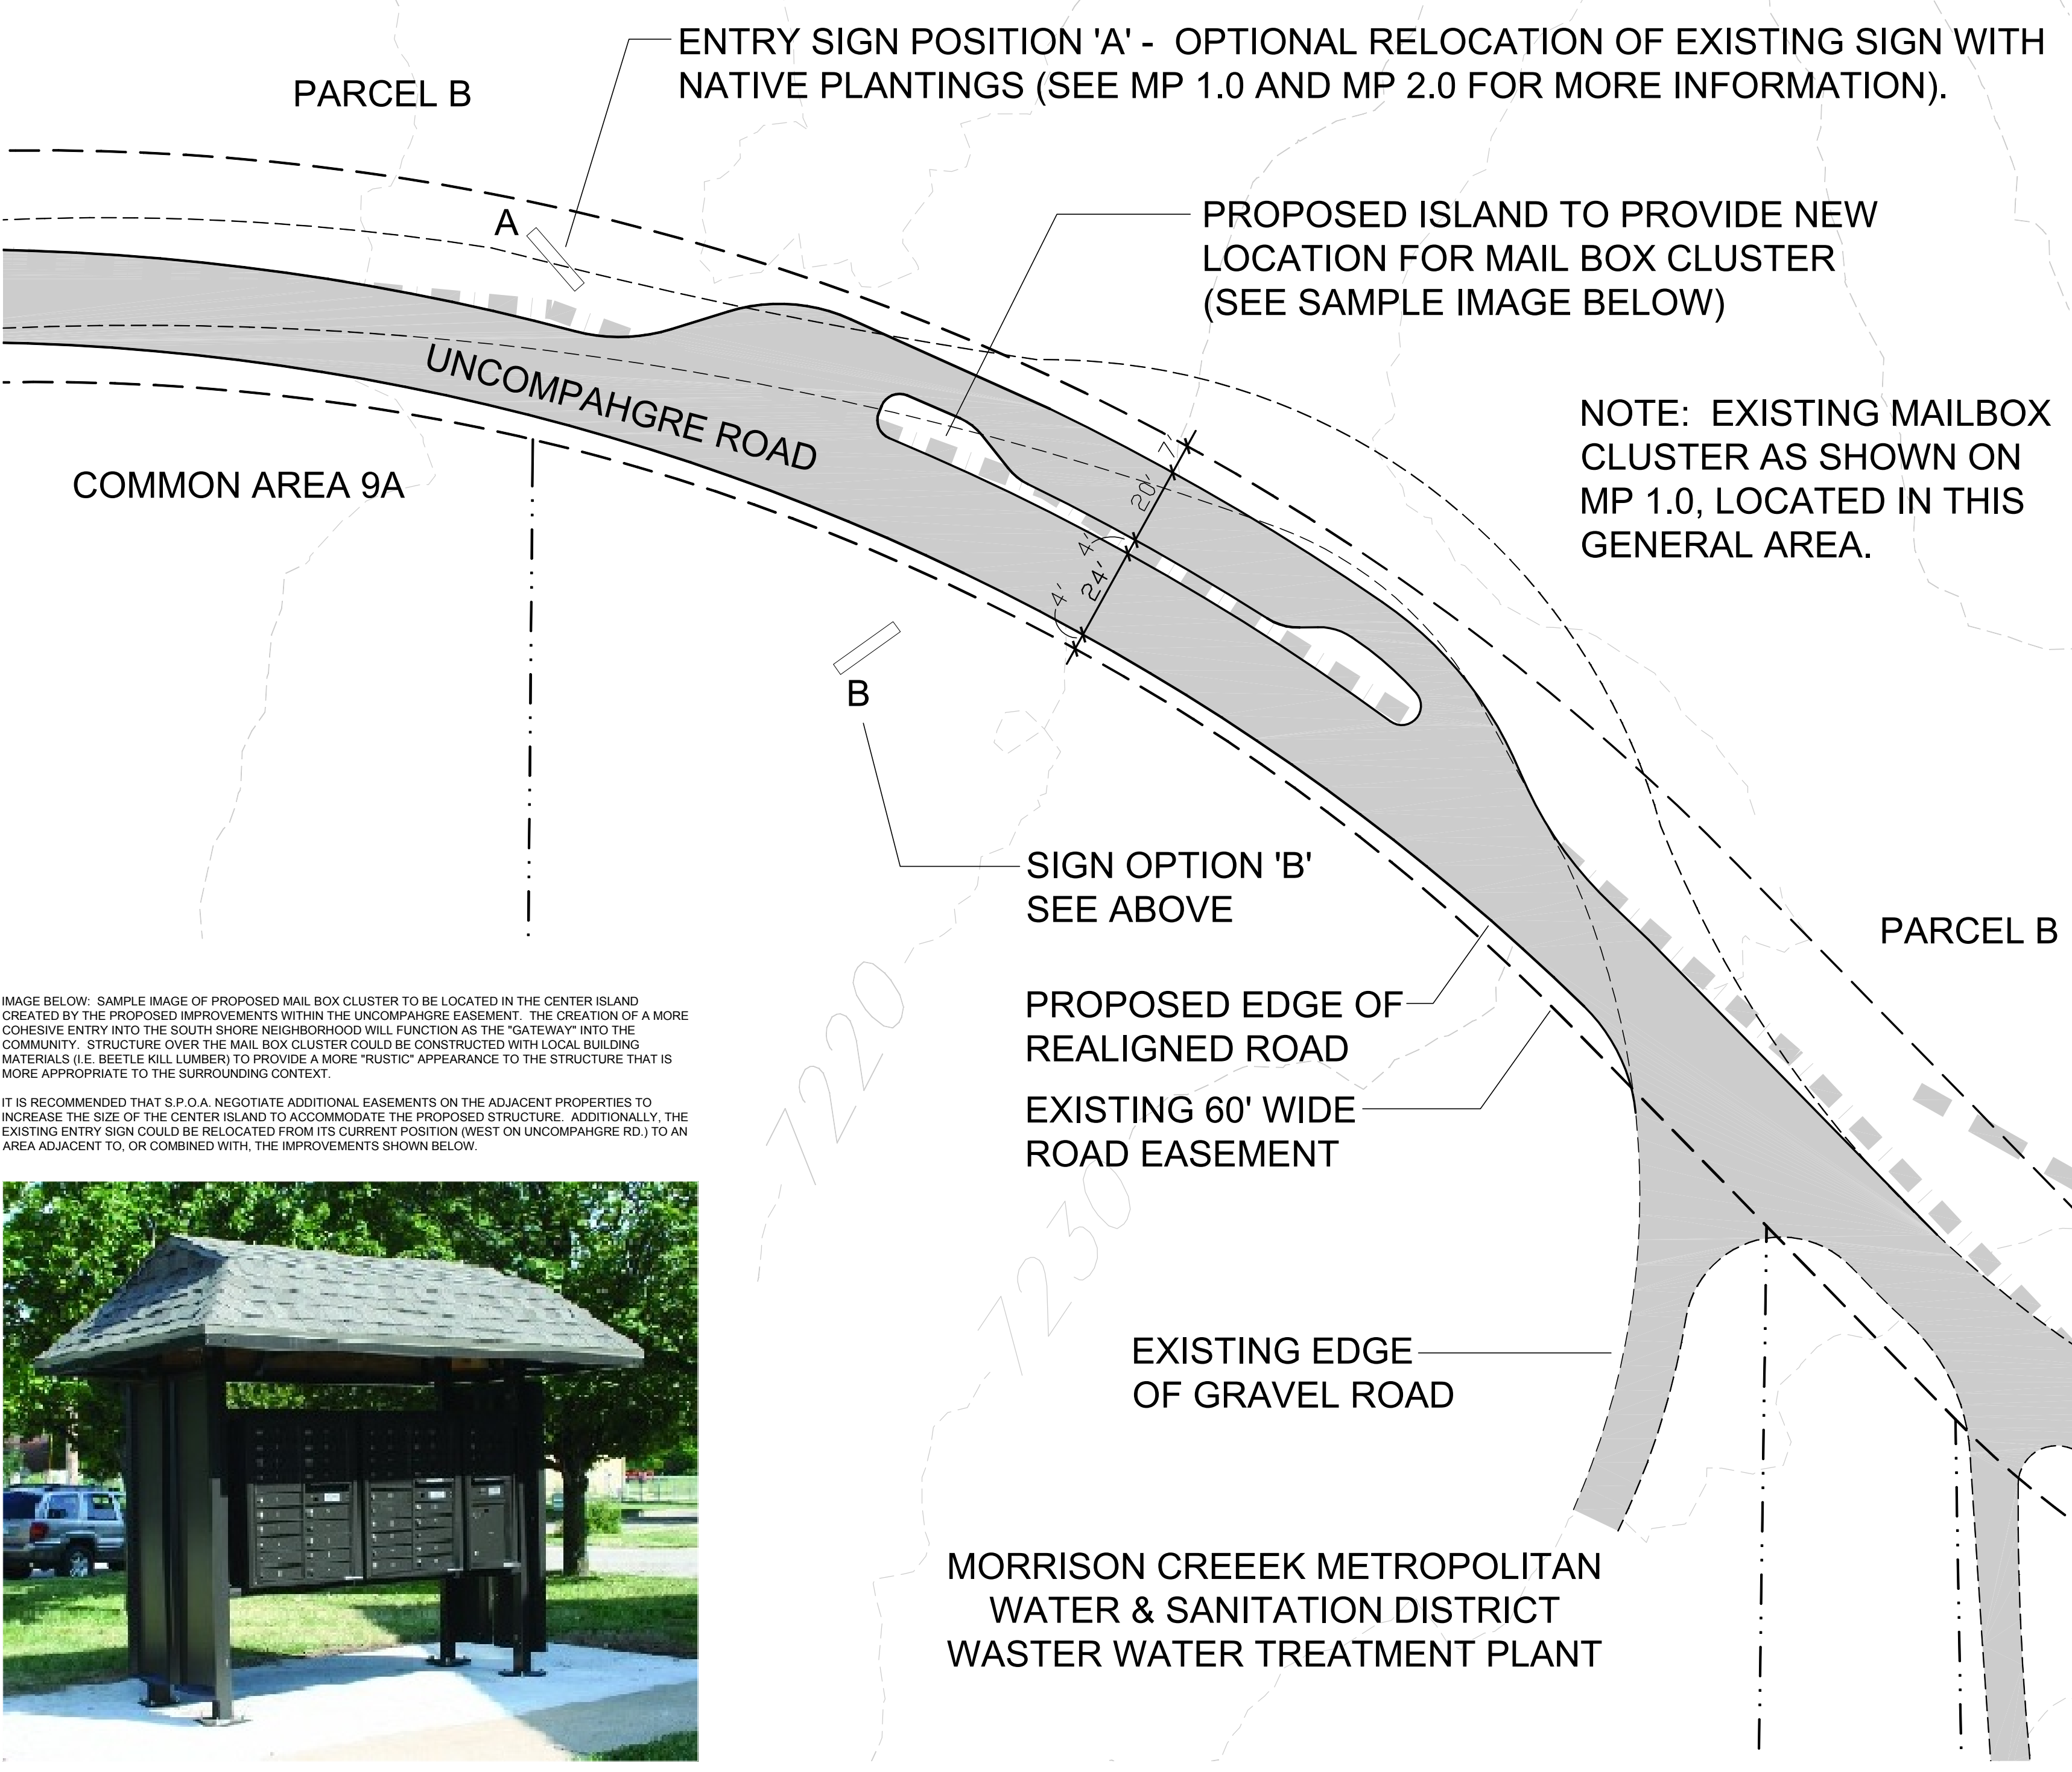 ENTRY SIGN POSITION 'A' - OPTIONAL RELOCATION OF EXISTING SIGN WITH
NATIVE PLANTINGS (SEE MP 1.0 AND MP 2.0 FOR MORE INFORMATION).
PARCEL B
A
PROPOSED ISLAND TO PROVIDE NEW
LOCATION FOR MAIL BOX CLUSTER
(SEE SAMPLE IMAGE BELOW)
UNCOMPAHGRE ROAD
NOTE: EXISTING MAILBOX
CLUSTER AS SHOWN ON
MP 1.0, LOCATED IN THIS
GENERAL AREA.
COMMON AREA 9A
7'
20'
4'
24'
4'
B
SIGN OPTION 'B'
SEE ABOVE
PARCEL B
PROPOSED EDGE OF
REALIGNED ROAD
EXISTING 60' WIDE
ROAD EASEMENT
7220
7230
IMAGE BELOW: SAMPLE IMAGE OF PROPOSED MAIL BOX CLUSTER TO BE LOCATED IN THE CENTER ISLAND
CREATED BY THE PROPOSED IMPROVEMENTS WITHIN THE UNCOMPAHGRE EASEMENT. THE CREATION OF A MORE
COHESIVE ENTRY INTO THE SOUTH SHORE NEIGHBORHOOD WILL FUNCTION AS THE "GATEWAY" INTO THE
COMMUNITY. STRUCTURE OVER THE MAIL BOX CLUSTER COULD BE CONSTRUCTED WITH LOCAL BUILDING
MATERIALS (I.E. BEETLE KILL LUMBER) TO PROVIDE A MORE "RUSTIC" APPEARANCE TO THE STRUCTURE THAT IS
MORE APPROPRIATE TO THE SURROUNDING CONTEXT.
IT IS RECOMMENDED THAT S.P.O.A. NEGOTIATE ADDITIONAL EASEMENTS ON THE ADJACENT PROPERTIES TO
INCREASE THE SIZE OF THE CENTER ISLAND TO ACCOMMODATE THE PROPOSED STRUCTURE. ADDITIONALLY, THE
EXISTING ENTRY SIGN COULD BE RELOCATED FROM ITS CURRENT POSITION (WEST ON UNCOMPAHGRE RD.) TO AN
AREA ADJACENT TO, OR COMBINED WITH, THE IMPROVEMENTS SHOWN BELOW.
EXISTING EDGE
OF GRAVEL ROAD
MORRISON CREEEK METROPOLITAN
WATER & SANITATION DISTRICT
WASTER WATER TREATMENT PLANT